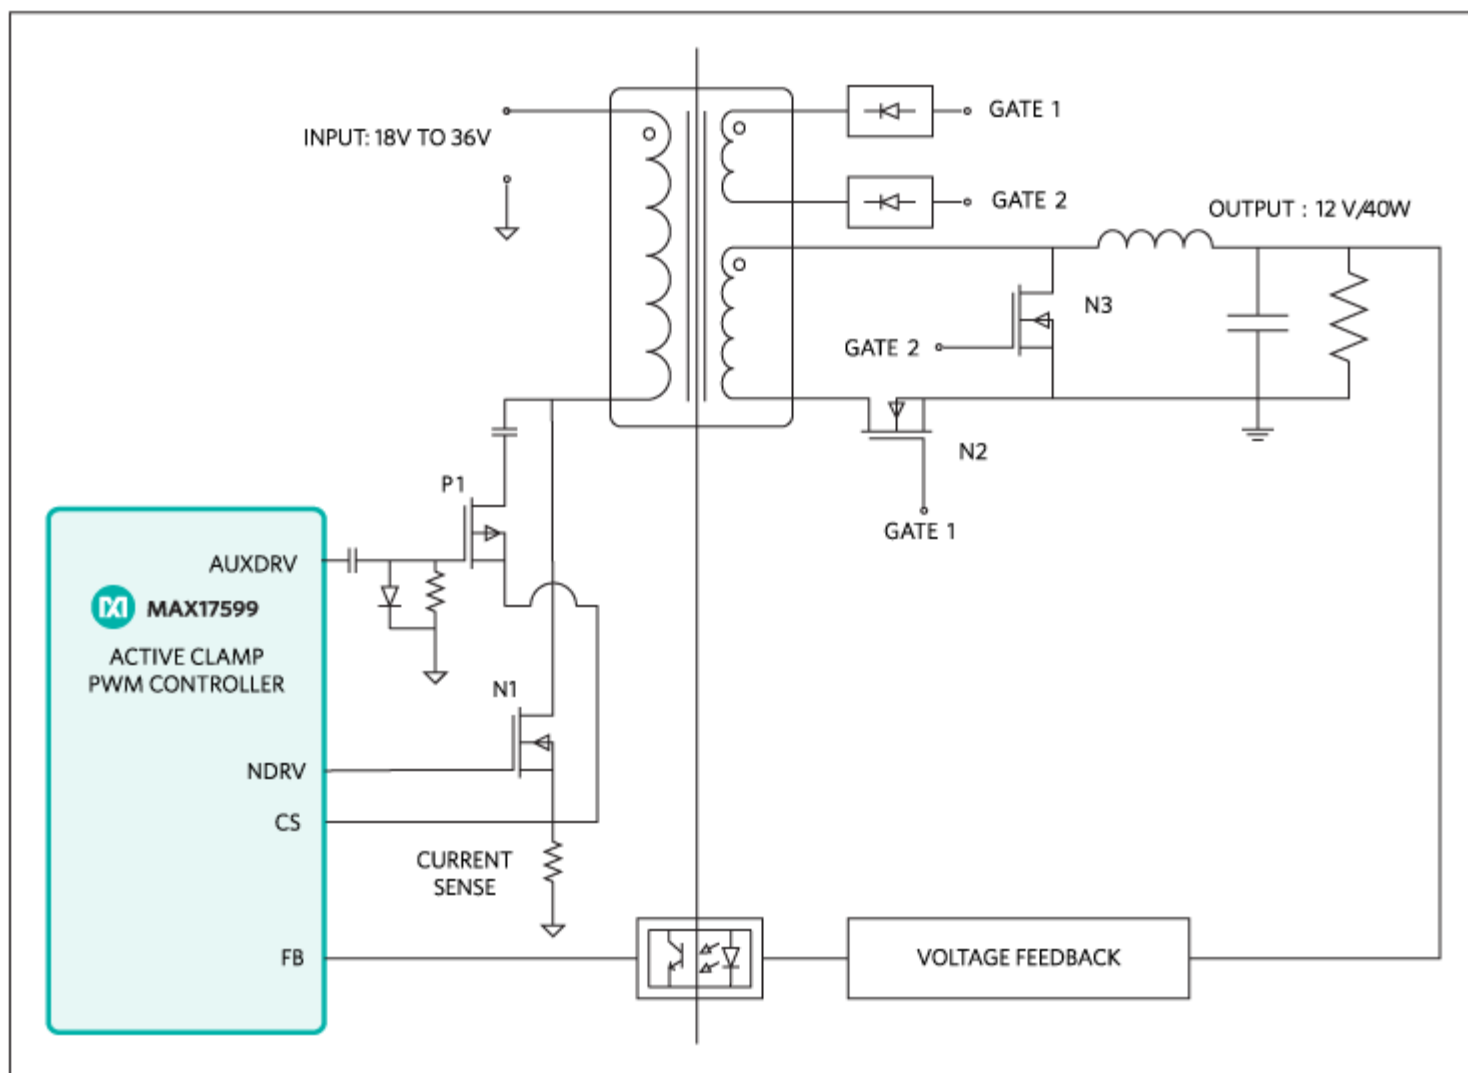 GATE 1
INPUT: 18V TO 36V
GATE 2
OUTPUT : 12 V/40W
N3
GATE 2
N2
P1
GATE 1
AUXDRV
MAX17599
ACTIVE CLAMP
PWM CONTROLLER
N1
NDRV
CS
CURRENT
SENSE
FB
VOLTAGE FEEDBACK